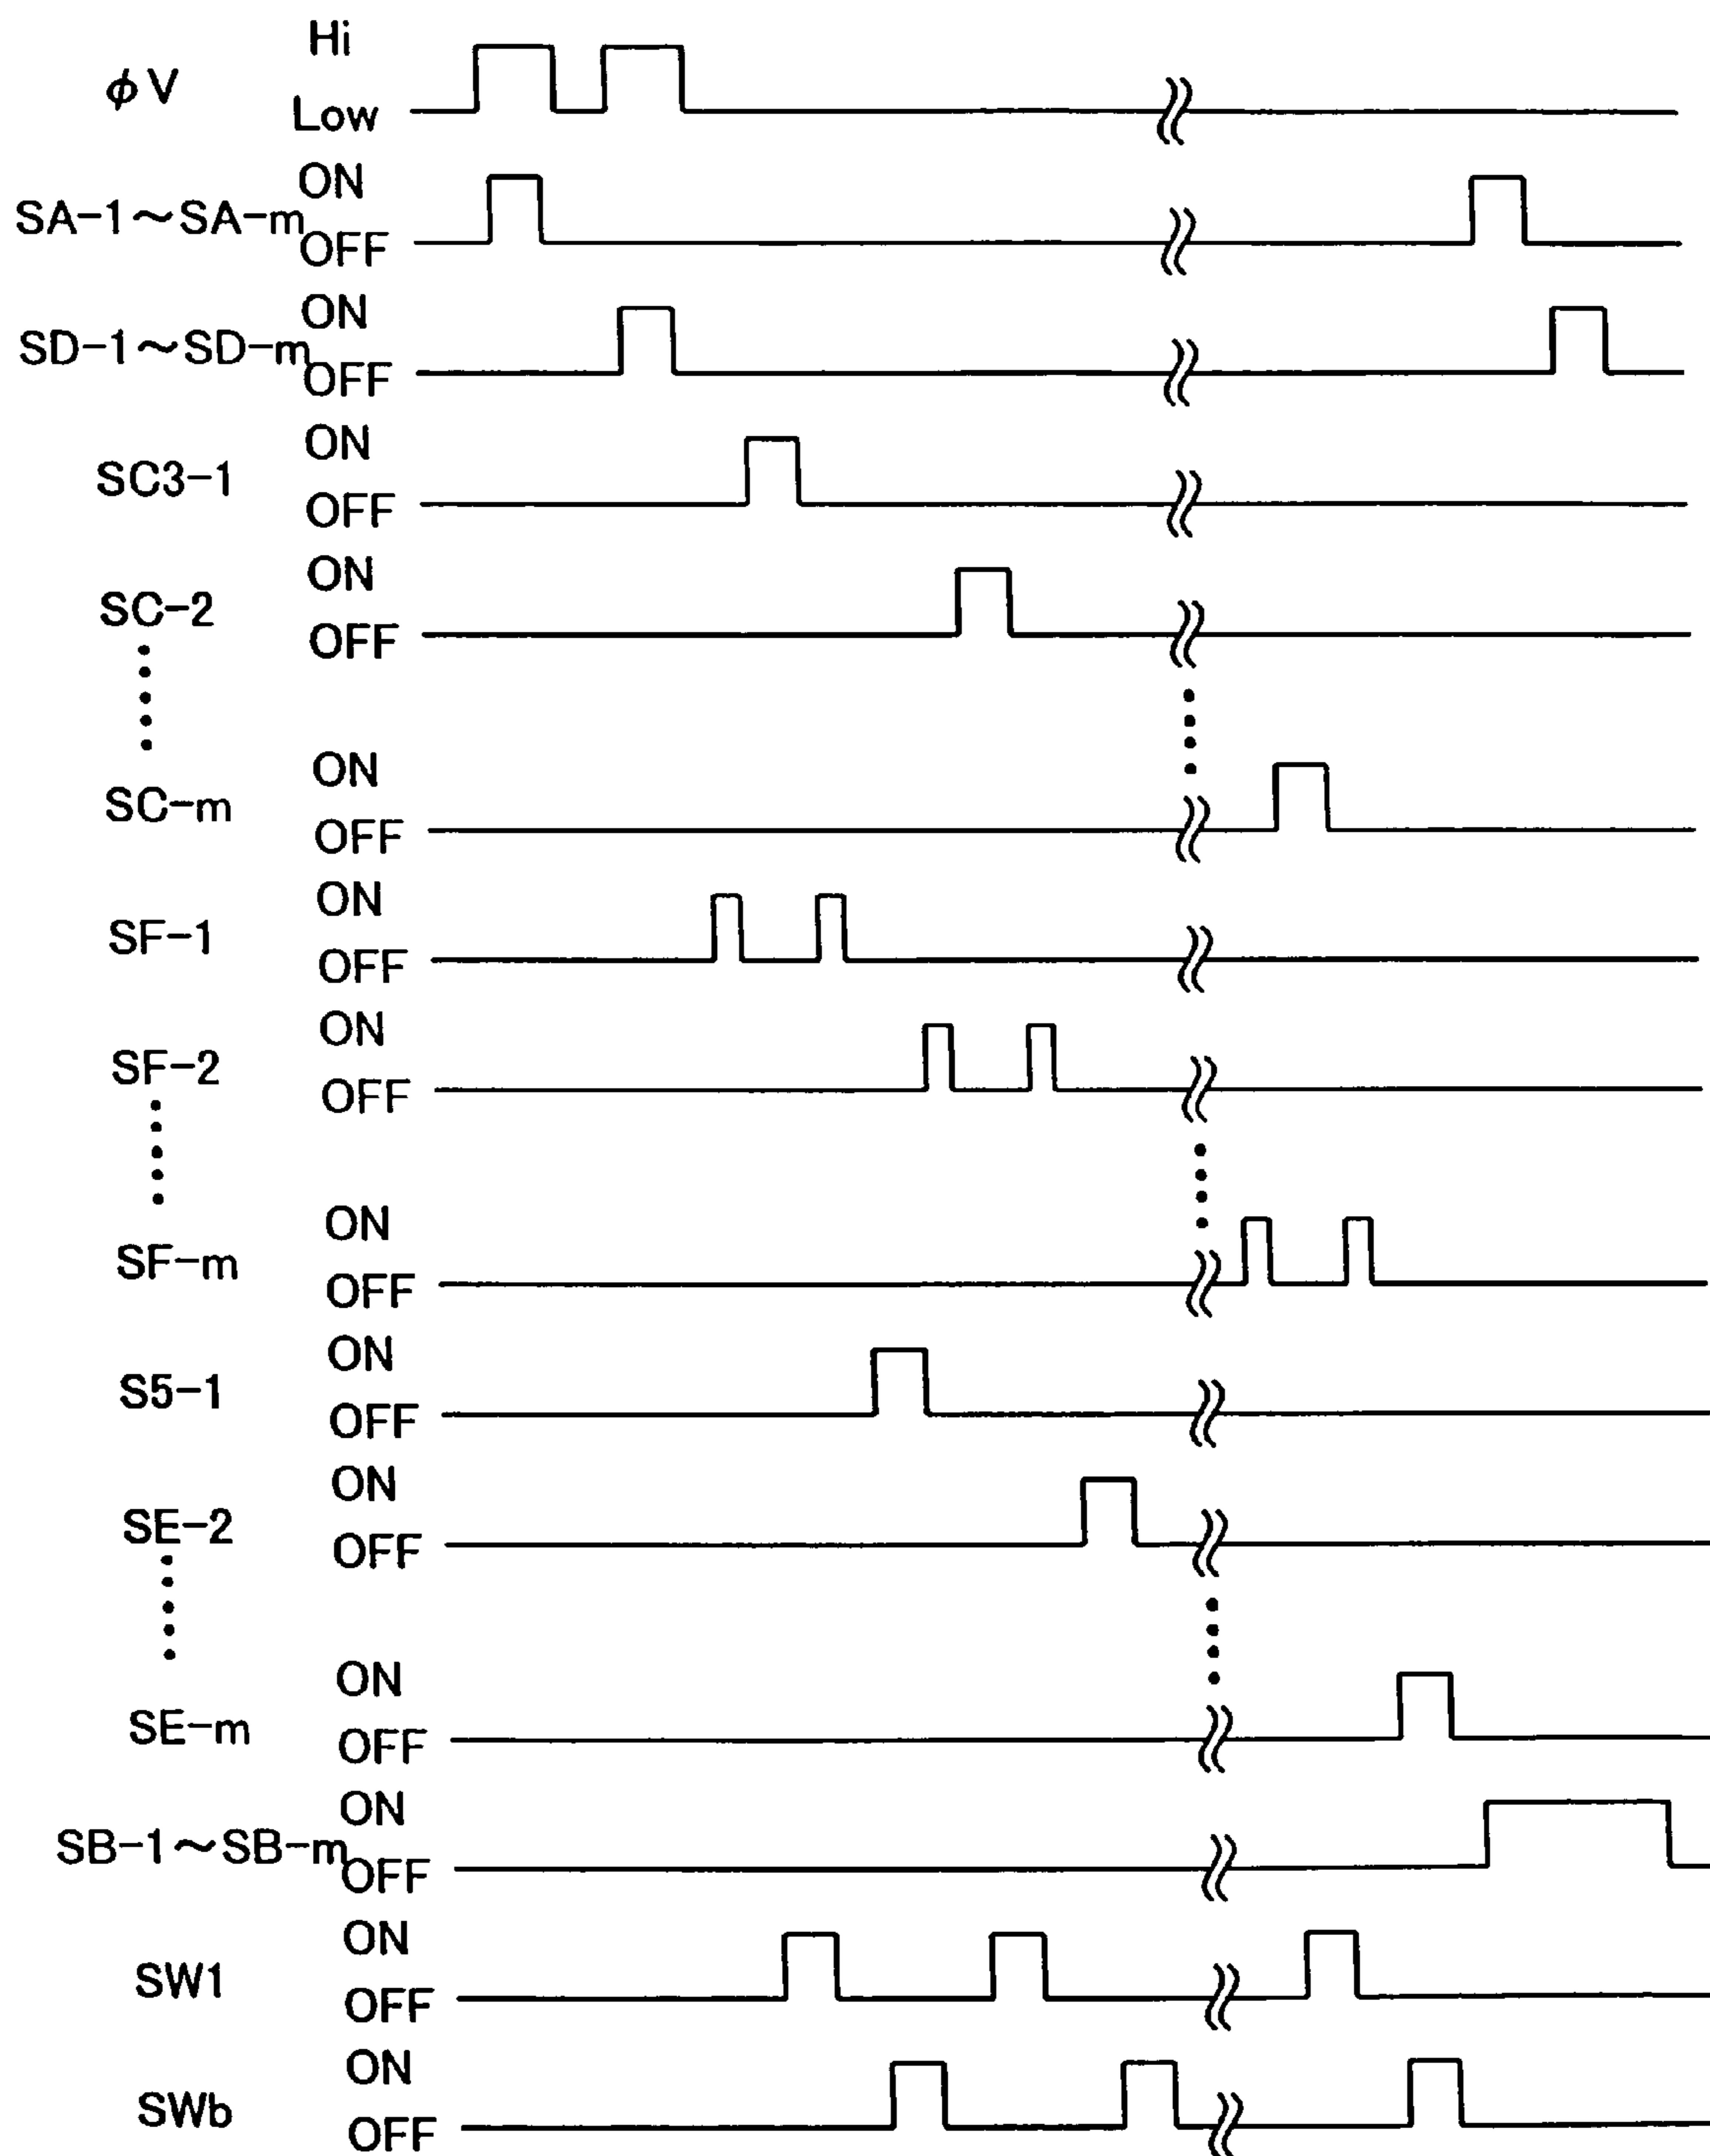 Hi
φV
Low
ON
SA-1～SA-m
OFF
ON
SD-1～SD-m
OFF
ON
SC3-1
OFF
ON
SC-2
OFF
ON
SC-m
OFF
ON
SF-1
OFF
ON
SF-2
OFF
ON
SF-m
OFF
ON
S5-1
OFF
ON
SE-2
OFF
ON
SE-m
OFF
ON
SB-1～SB-m
OFF
ON
SW1
OFF
ON
SWb
OFF